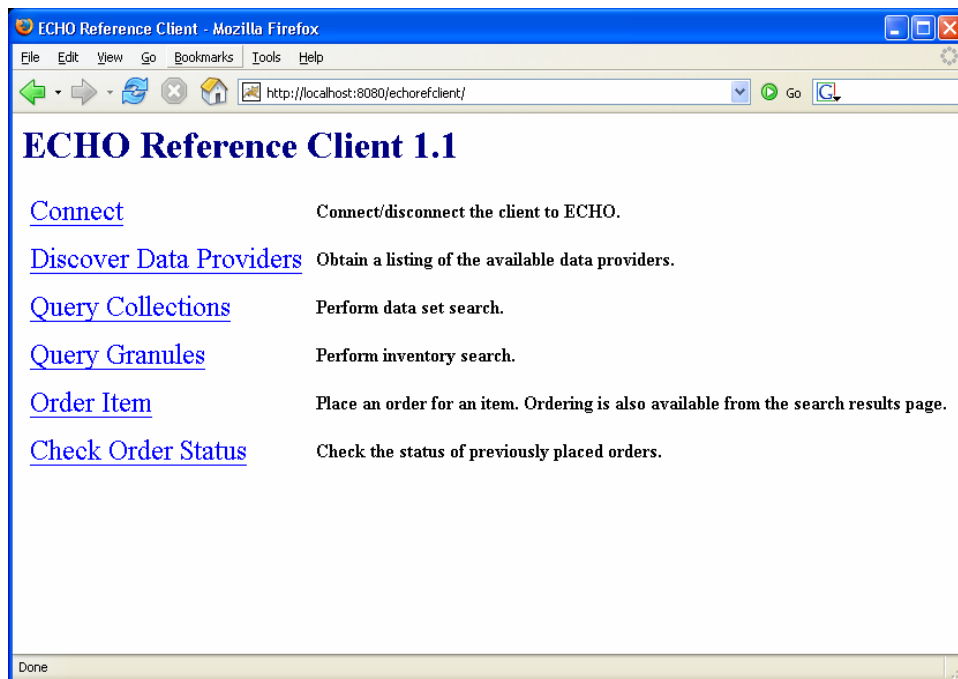 ECHO Reference Client - Mozilla Firefox
File Edit View Go Bookmarks Tools Help
http://localhost:8080/echorefclient/ Go G
ECHO Reference Client 1.1
Connect Connect/disconnect the client to ECHO.
Discover Data Providers Obtain a listing of the available data providers.
Query Collections Perform data set search.
Query Granules Perform inventory search.
Order Item Place an order for an item. Ordering is also available from the search results page.
Check Order Status Check the status of previously placed orders.
Done